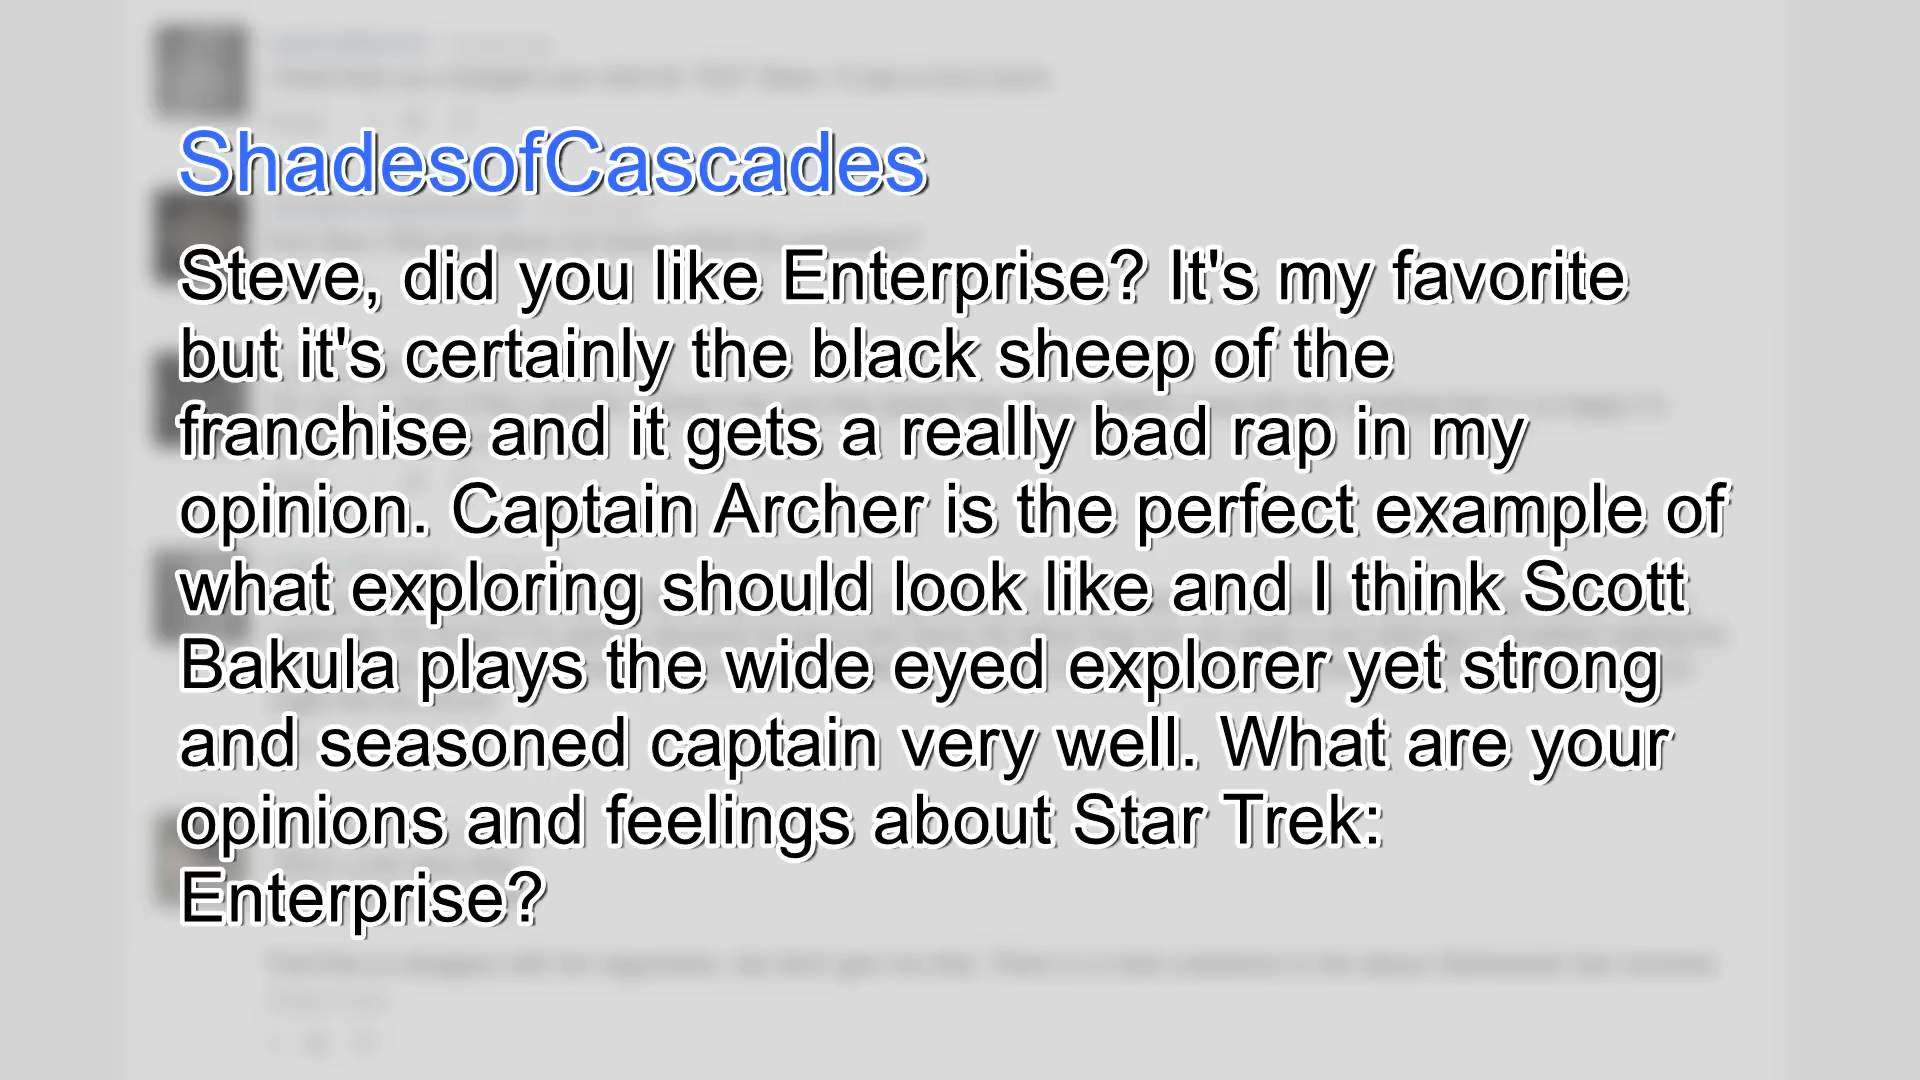 ShadesofCascades
Steve, did you like Enterprise? It's my favorite
but it's certainly the black sheep of the
franchise and it gets a really bad rap in my
opinion. Captain Archer is the perfect example of
what exploring should look like and I think Scott
Bakula plays the wide eyed explorer yet strong
and seasoned captain very well. What are your
opinions and feelings about Star Trek:
Enterprise?